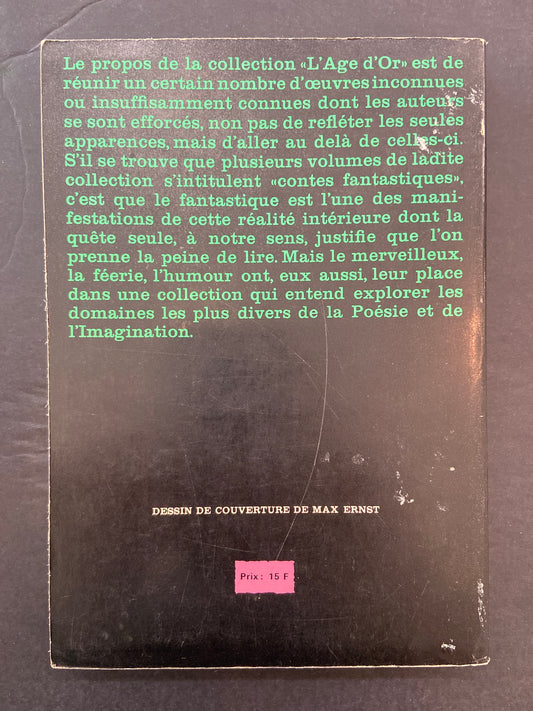 Le propos de la collection «L'Age d'Or» est de
réunir un certain nombre d'œuvres inconnues
ou insuffisamment connues dont les auteurs
se sont efforcés, non pas de refléter les seules
apparences, mais d'aller au delà de celles-ci.
S'il se trouve que plusieurs volumes de ladite
collection s'intitulent «contes fantastiques»,
c'est que le fantastique est l'une des mani-
festations de cette réalité intérieure dont la
quête seule, à notre sens, justifie que l'on
prenne la peine de lire. Mais le merveilleux,
la féerie, l'humour ont, eux aussi, leur place
dans une collection qui entend explorer les
domaines les plus divers de la Poésie et de
l'Imagination.
DESSIN DE COUVERTURE DE MAX ERNST
Prix : 15 F